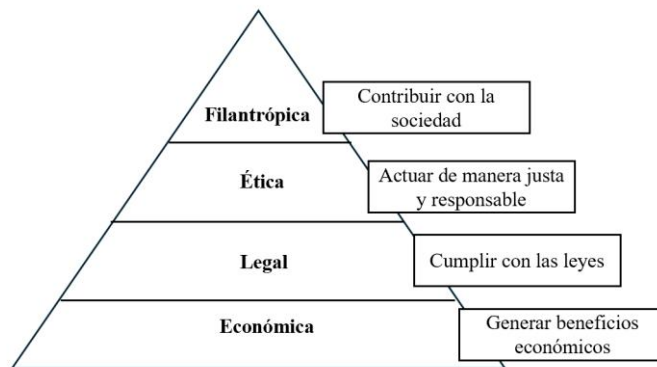 Filantrópica
Contribuir con la
sociedad
Ética
Actuar de manera justa
y responsable
Legal
Cumplir con las leyes
Económica
Generar beneficios
económicos